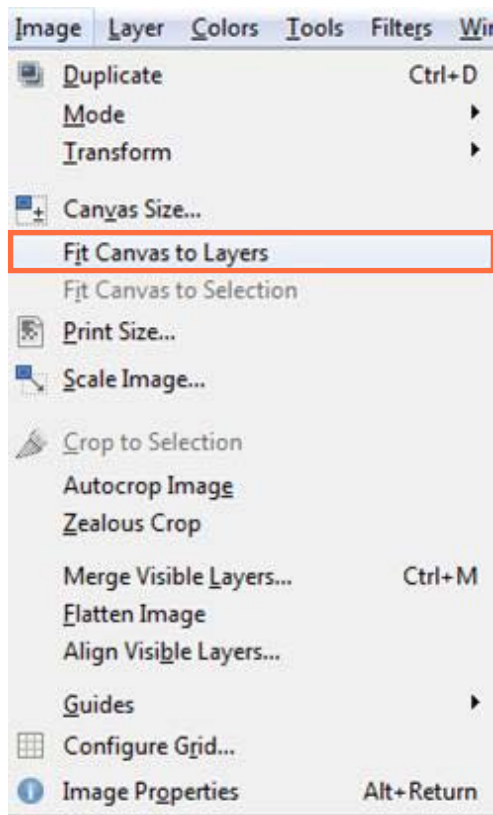 Image Layer Colors Tools Filters Wi
Duplicate Ctrl+D
Mode
Transform
Canvas Size...
Fit Canvas to Layers
Fit Canvas to Selection
Print Size...
Scale Image...
Crop to Selection
Autocrop Image
Zealous Crop
Merge Visible Layers... Ctrl+M
Flatten Image
Align Visible Layers...
Guides
Configure Grid...
Image Properties Alt+Return